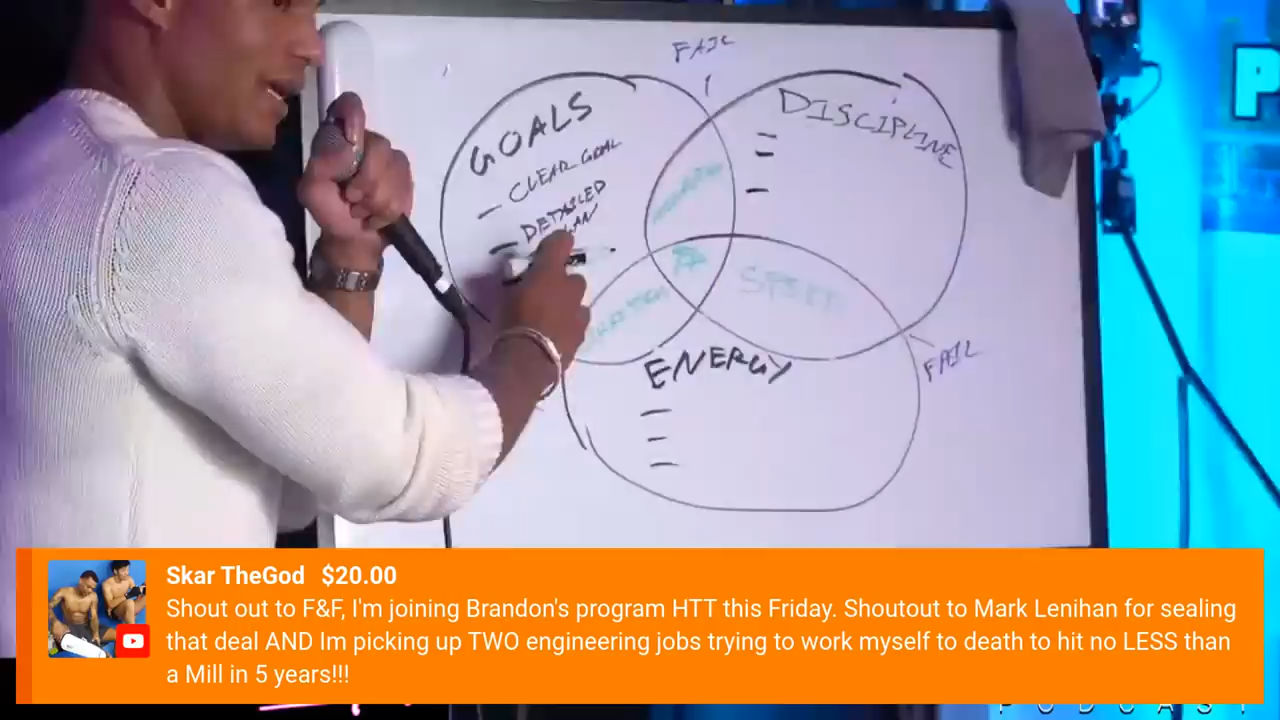 FAIL
GOALS
- CLEAR GOAL
- DETAILED
DISCIPLINE
SPEED
ENERGY
FAIL
P
Skar TheGod $20.00
Shout out to F&F, I'm joining Brandon's program HTT this Friday. Shoutout to Mark Lenihan for sealing
that deal AND Im picking up TWO engineering jobs trying to work myself to death to hit no LESS than
a Mill in 5 years!!!
PODCAST